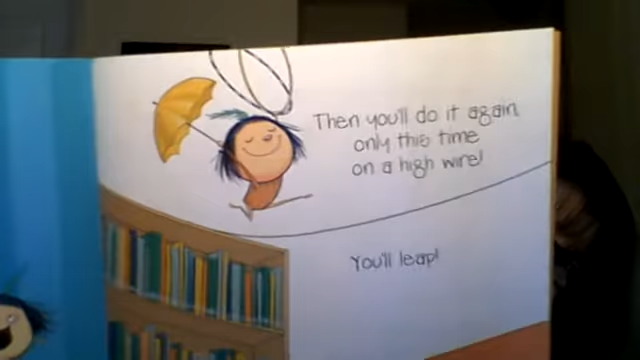 Then you'll do it again,
only this time
on a high wire!
You'll leap!